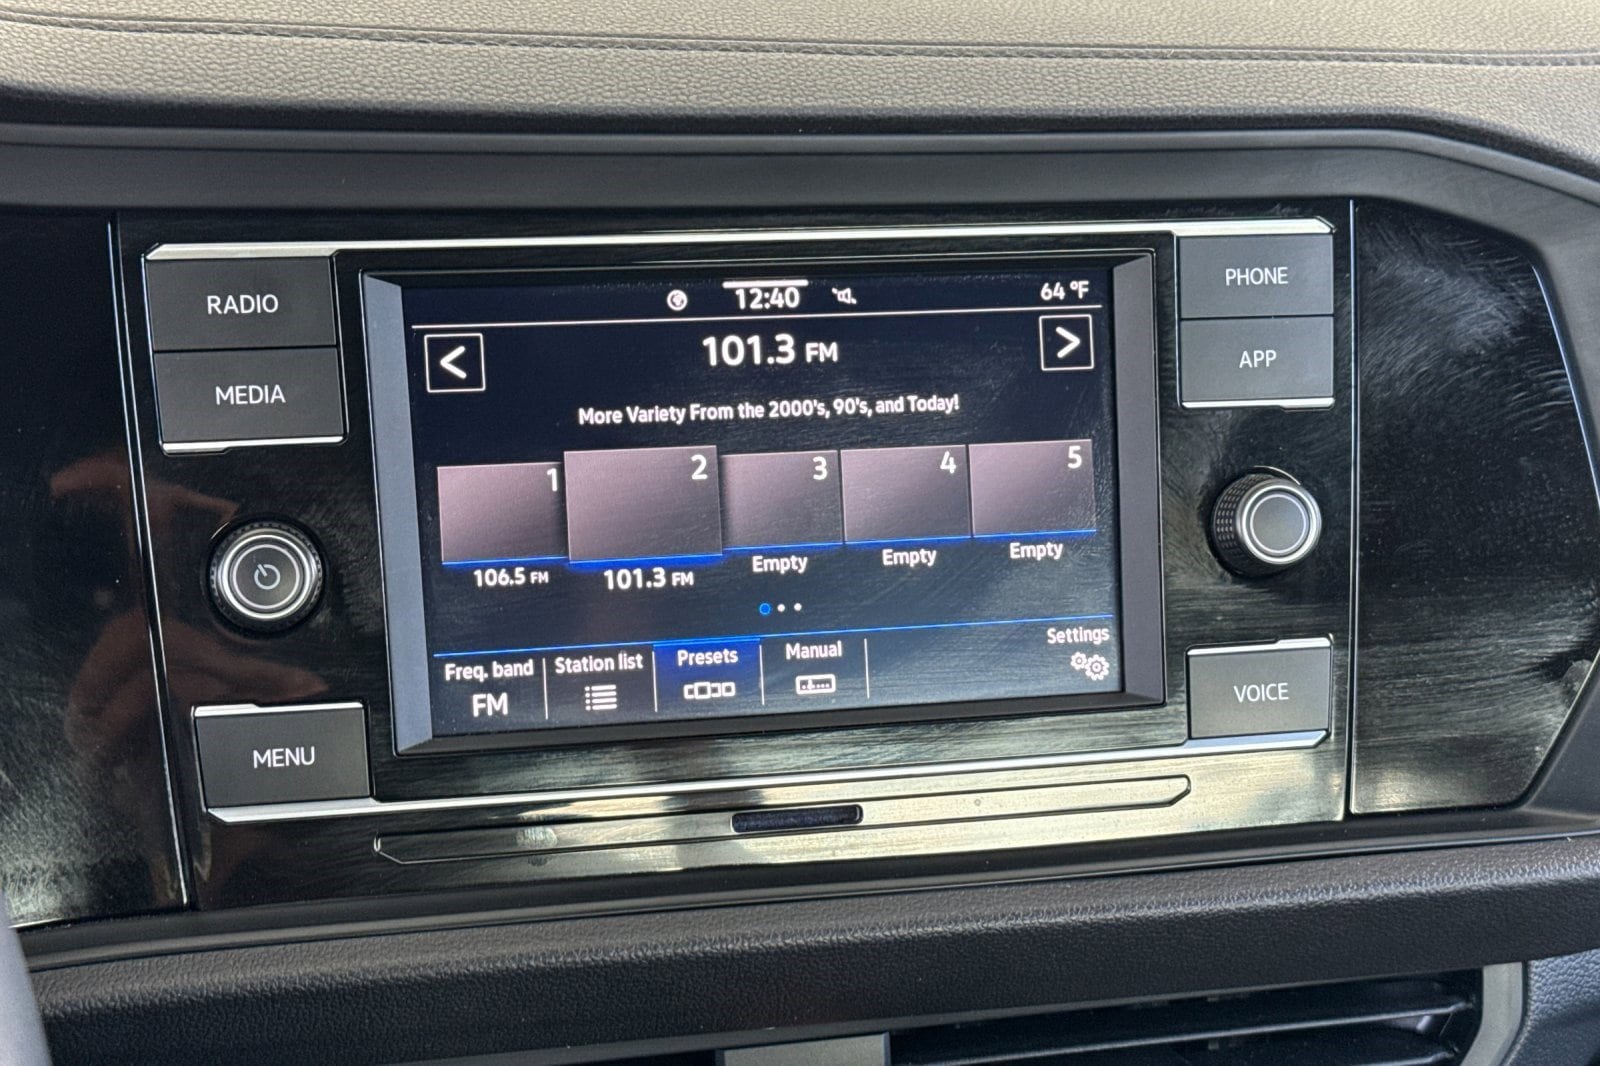 RADIO
MEDIA
MENU
12:40
64 °F
<
101.3 FM
>
More Variety From the 2000's, 90's, and Today!
1
2
3
4
5
106.5 FM
101.3 FM
Empty
Empty
Empty
Freq. band
FM
Station list
Presets
Manual
Settings
PHONE
APP
VOICE